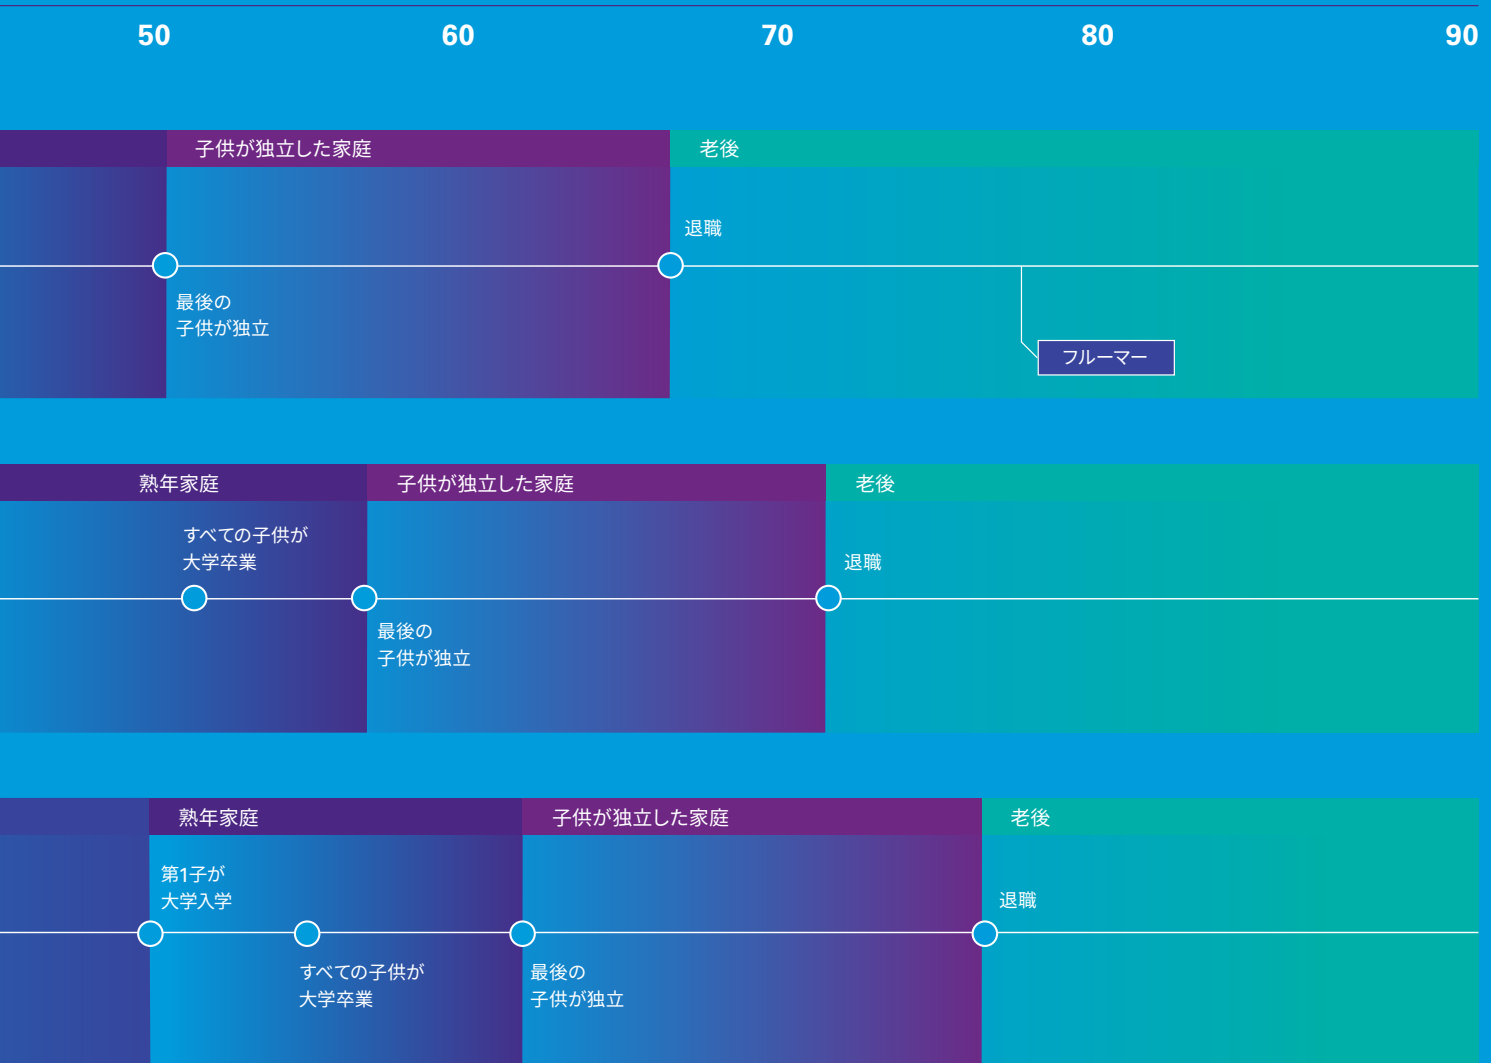 50 60 70 80 90
子供が独立した家庭 老後
退職
最後の
子供が独立
フルーマー
熟年家庭 子供が独立した家庭 老後
すべての子供が
大学卒業
退職
最後の
子供が独立
熟年家庭 子供が独立した家庭 老後
第1子が
大学入学
退職
すべての子供が
大学卒業
最後の
子供が独立